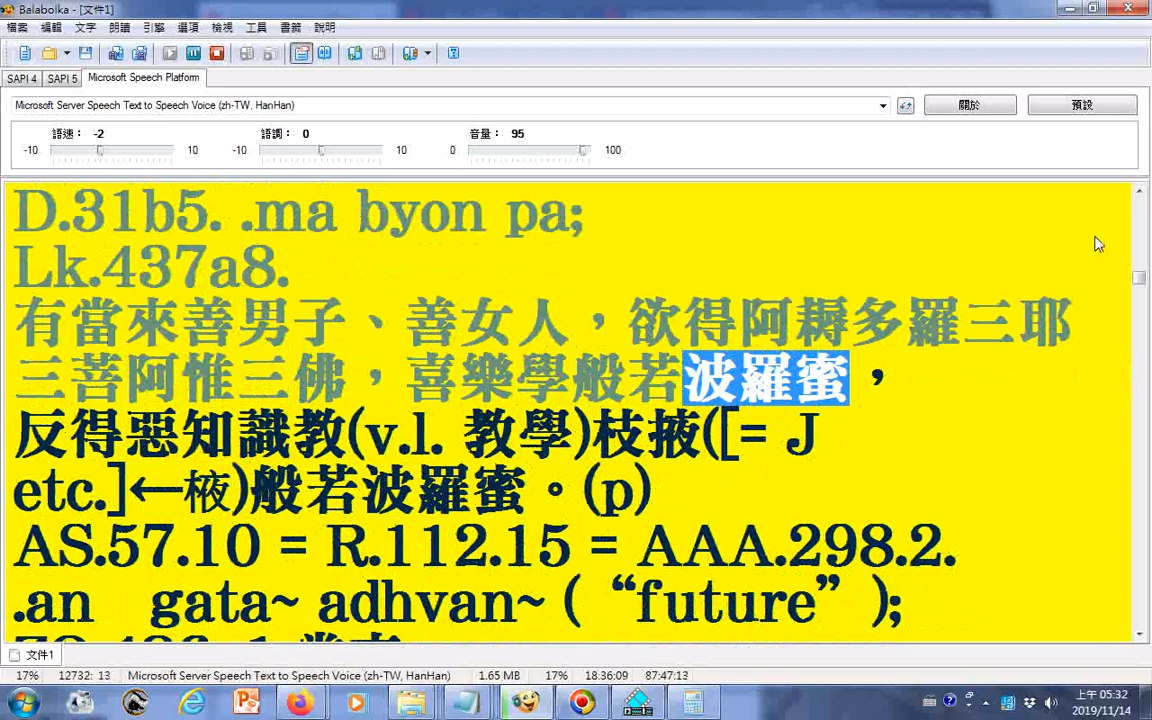 Balabolka - [文件1]
檔案 編輯 文字 朗讀 引擎 選項 檢視 工具 書籤 說明
SAPI 4 SAPI 5 Microsoft Speech Platform
Microsoft Server Speech Text to Speech Voice (zh-TW, HanHan) 關於 預設
語速： -2 語調： 0 音量： 95
-10 10 -10 10 0 100
D.31b5. .ma byon pa;
Lk.437a8.
有當來善男子、善女人，欲得阿耨多羅三耶
三菩阿惟三佛，喜樂學般若波羅蜜，
反得惡知識教(v.l. 教學)枝掖([= J
etc.]←棭)般若波羅蜜。(p)
AS.57.10 = R.112.15 = AAA.298.2.
.an gata~ adhvan~ (“future”);
文件1
17% 12732: 13 Microsoft Server Speech Text to Speech Voice (zh-TW, HanHan) 1.65 MB 17% 18:36:09 87:47:13
上午 05:32
2019/11/14